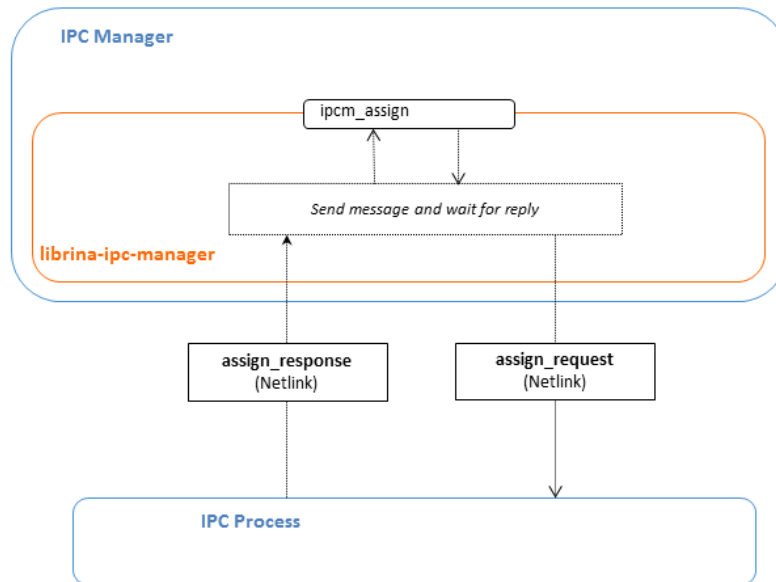 IPC Manager
ipcm_assign
Send message and wait for reply
librina-ipc-manager
assign_response
(Netlink)
assign_request
(Netlink)
IPC Process